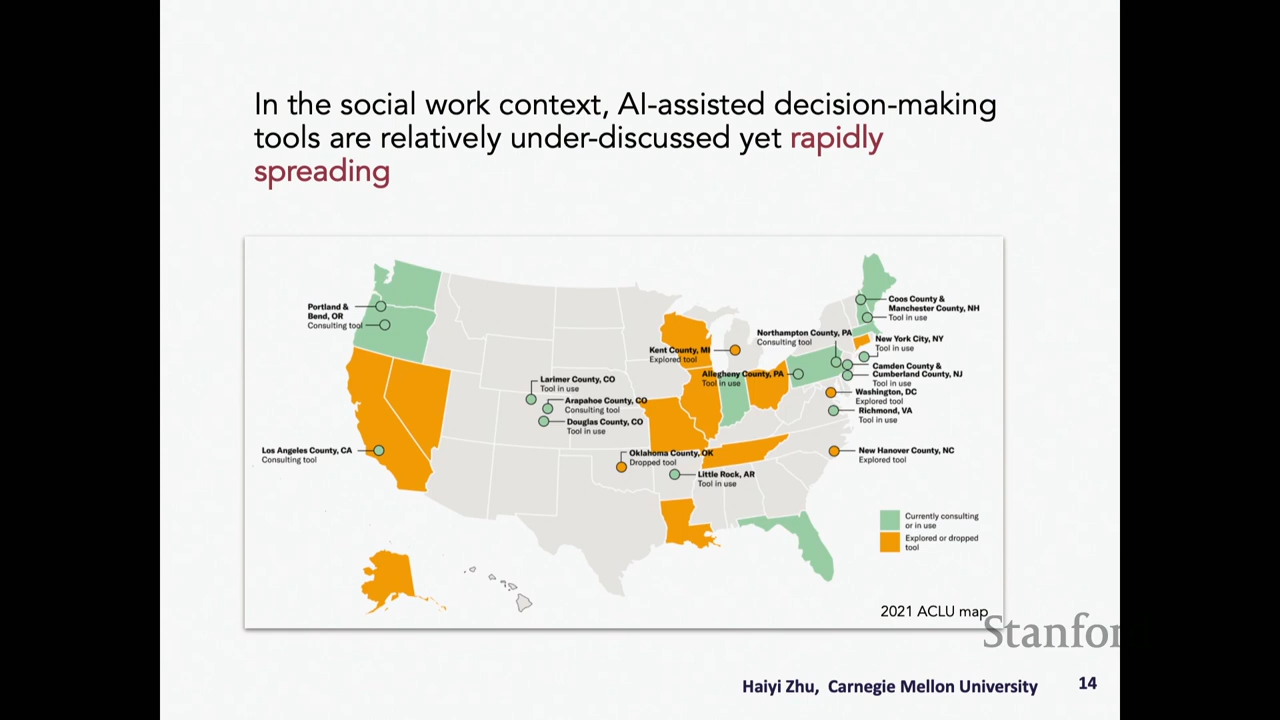 In the social work context, AI-assisted decision-making
tools are relatively under-discussed yet rapidly
spreading
Portland &
Bend, OR
Consulting tool
Los Angeles County, CA
Consulting tool
Larimer County, CO
Tool in use
Arapahoe County, CO
Consulting tool
Douglas County, CO
Tool in use
Kent County, MI
Explored tool
Northampton County, PA
Consulting tool
Allegheny County, PA
Tool in use
Oklahoma County, OK
Dropped tool
Little Rock, AR
Tool in use
Coos County &
Manchester County, NH
Tool in use
New York City, NY
Tool in use
Camden County &
Cumberland County, NJ
Tool in use
Washington, DC
Explored tool
Richmond, VA
Tool in use
New Hanover County, NC
Explored tool
Currently consulting
or in use
Explored or dropped
tool
2021 ACLU map
Stanfor
Haiyi Zhu, Carnegie Mellon University
14